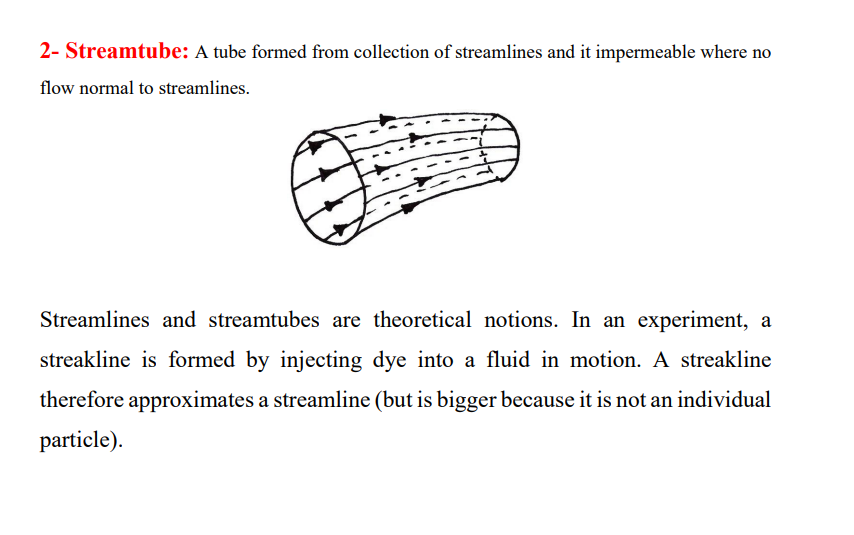 2- Streamtube: A tube formed from collection of streamlines and it impermeable where no
flow normal to streamlines.
Streamlines and streamtubes are theoretical notions. In an experiment, a
streakline is formed by injecting dye into a fluid in motion. A streakline
therefore approximates a streamline (but is bigger because it is not an individual
particle).